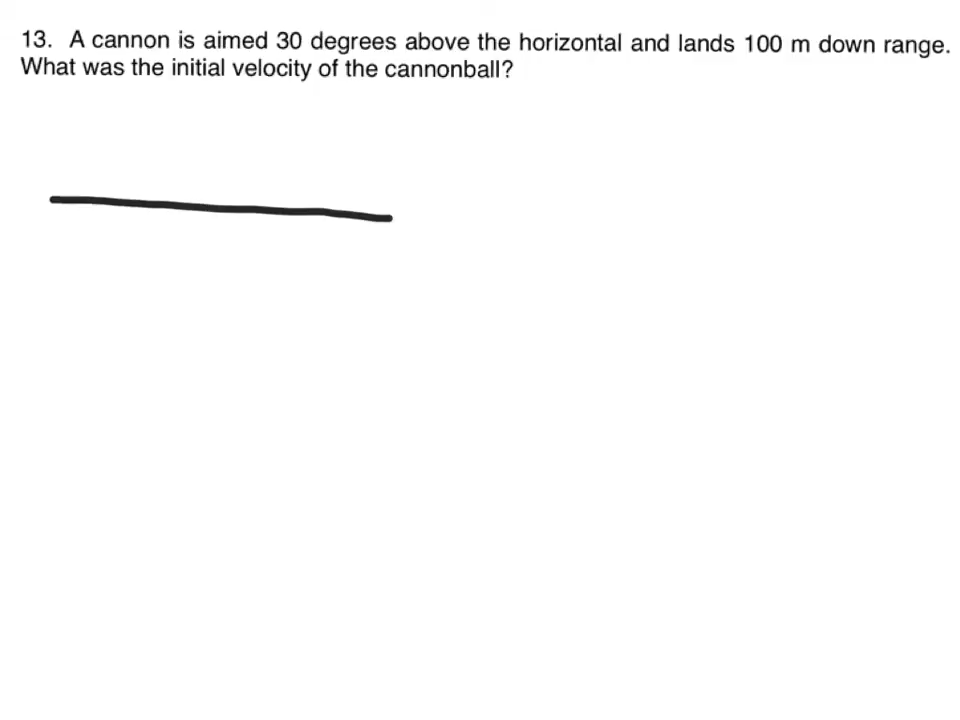 13. A cannon is aimed 30 degrees above the horizontal and lands 100 m down range.
What was the initial velocity of the cannonball?